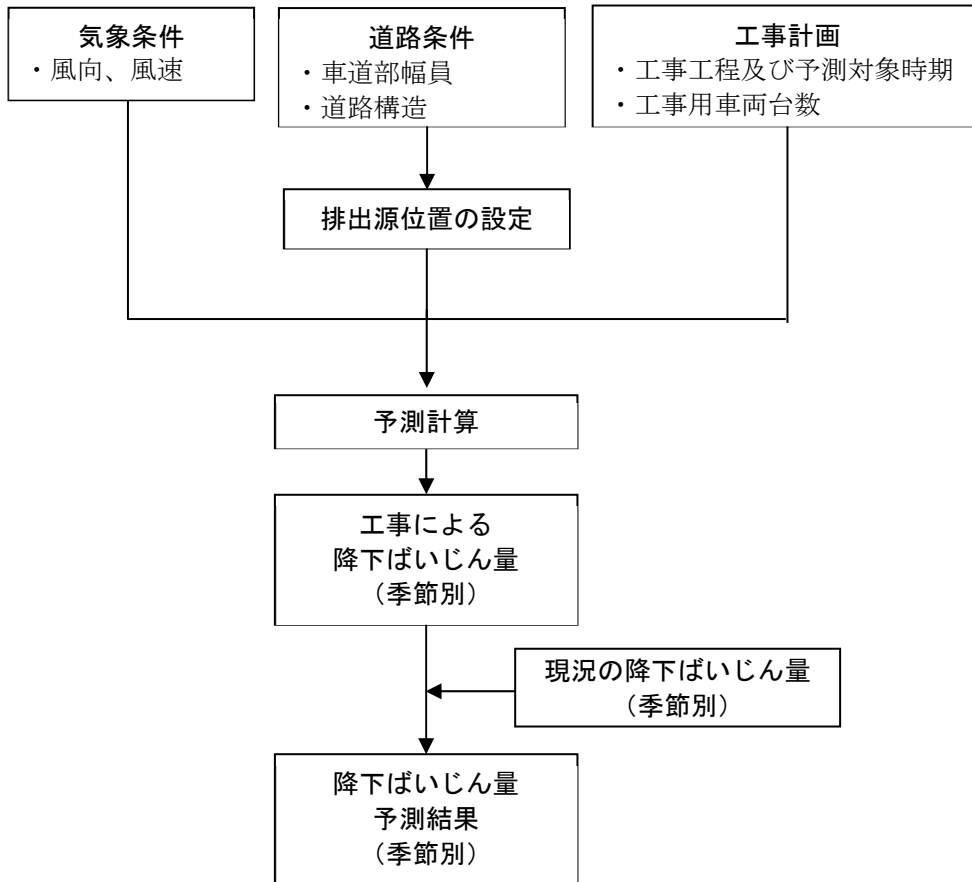 気象条件
・風向、風速
道路条件
・車道部幅員
・道路構造
工事計画
・工事工程及び予測対象時期
・工事用車両台数
排出源位置の設定
予測計算
工事による
降下ばいじん量
（季節別）
現況の降下ばいじん量
（季節別）
降下ばいじん量
予測結果
（季節別）